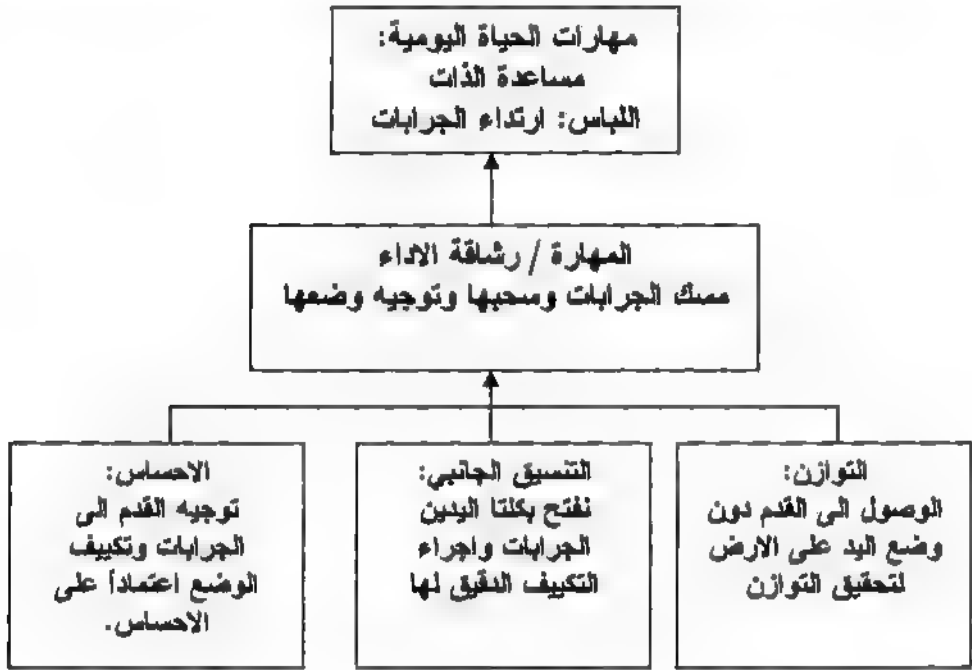 مهارات الحياة اليومية:
مساعدة الذات
اللباس: ارتداء الجرابات
المهارة / رشاقة الاداء
مسك الجرابات وسحبها وتوجيه وضعها
التوازن:
الوصول الى القدم دون
وضع اليد على الارض
لتحقيق التوازن
التنسيق الجانبي:
نفتح بكلتا اليدين
الجرابات واجراء
التكييف الدقيق لها
الاحساس:
توجيه القدم الى
الجرابات وتكييف
الوضع اعتماداً على
الاحساس.